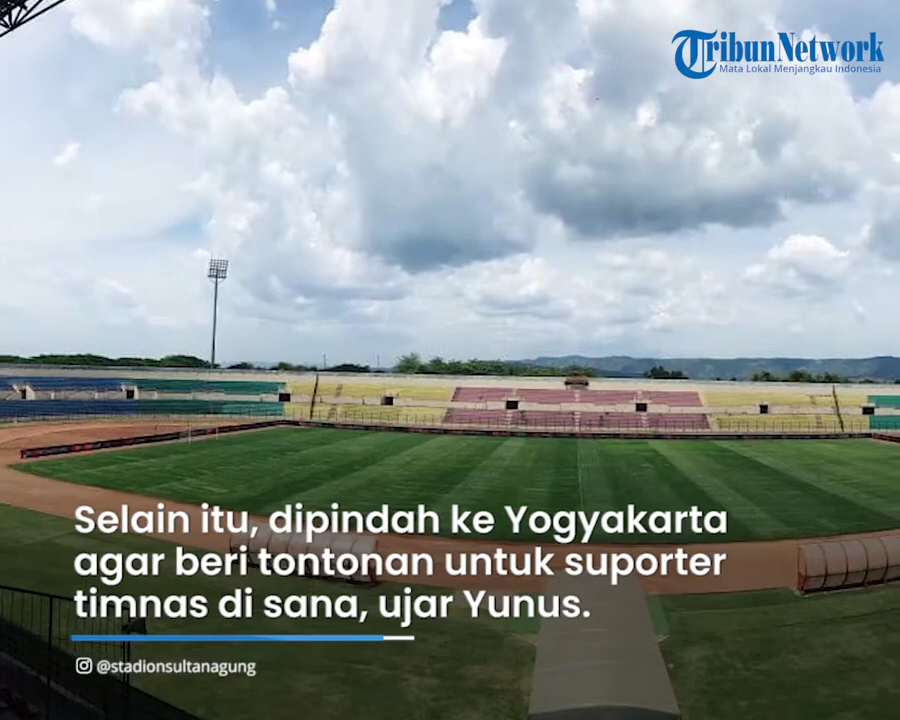 TribunNetwork
Mata Lokal Menjangkau Indonesia
Selain itu, dipindah ke Yogyakarta
agar beri tontonan untuk suporter
timnas di sana, ujar Yunus.
@stadionsultanagung